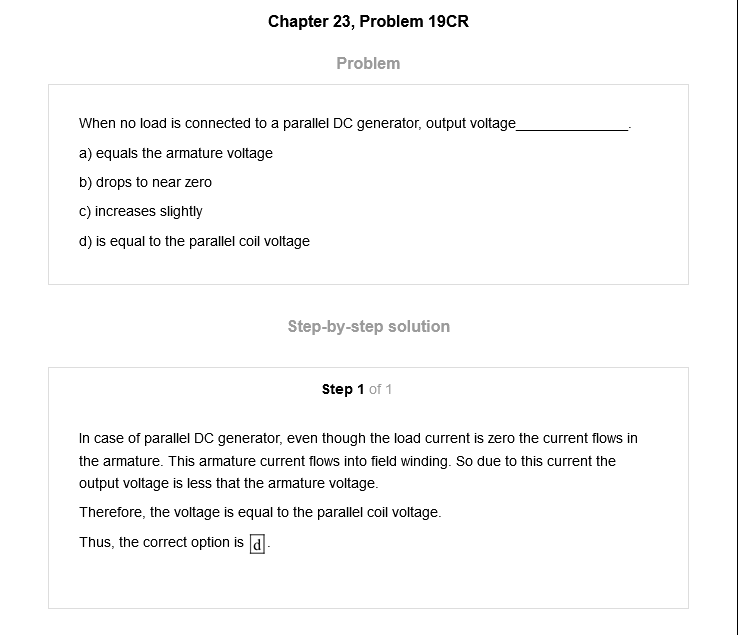 Chapter 23, Problem 19CR
Problem
When no load is connected to a parallel DC generator, output voltage_______________.
a) equals the armature voltage
b) drops to near zero
c) increases slightly
d) is equal to the parallel coil voltage
Step-by-step solution
Step 1 of 1
In case of parallel DC generator, even though the load current is zero the current flows in
the armature. This armature current flows into field winding. So due to this current the
output voltage is less that the armature voltage.
Therefore, the voltage is equal to the parallel coil voltage.
Thus, the correct option is d.